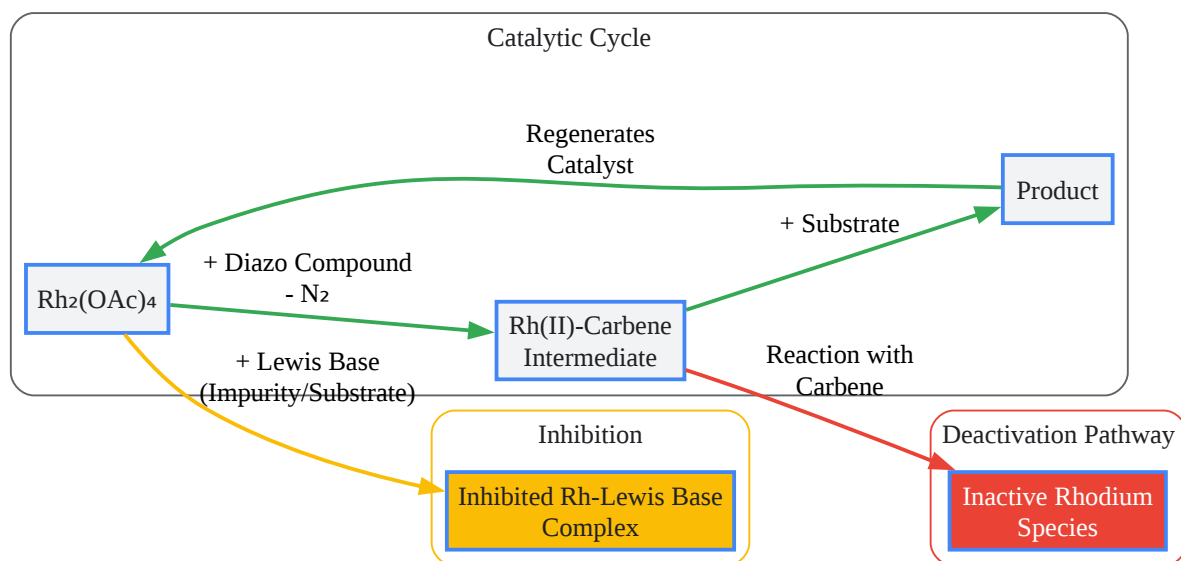 Catalytic Cycle
Regenerates
Catalyst
Product
+ Substrate
+ Diazo Compound
- N₂
Rh₂(OAc)₄
Rh(II)-Carbene
Intermediate
+ Lewis Base
(Impurity/Substrate)
Reaction with
Carbene
Inhibition
Inhibited Rh-Lewis Base
Complex
Deactivation Pathway
Inactive Rhodium
Species